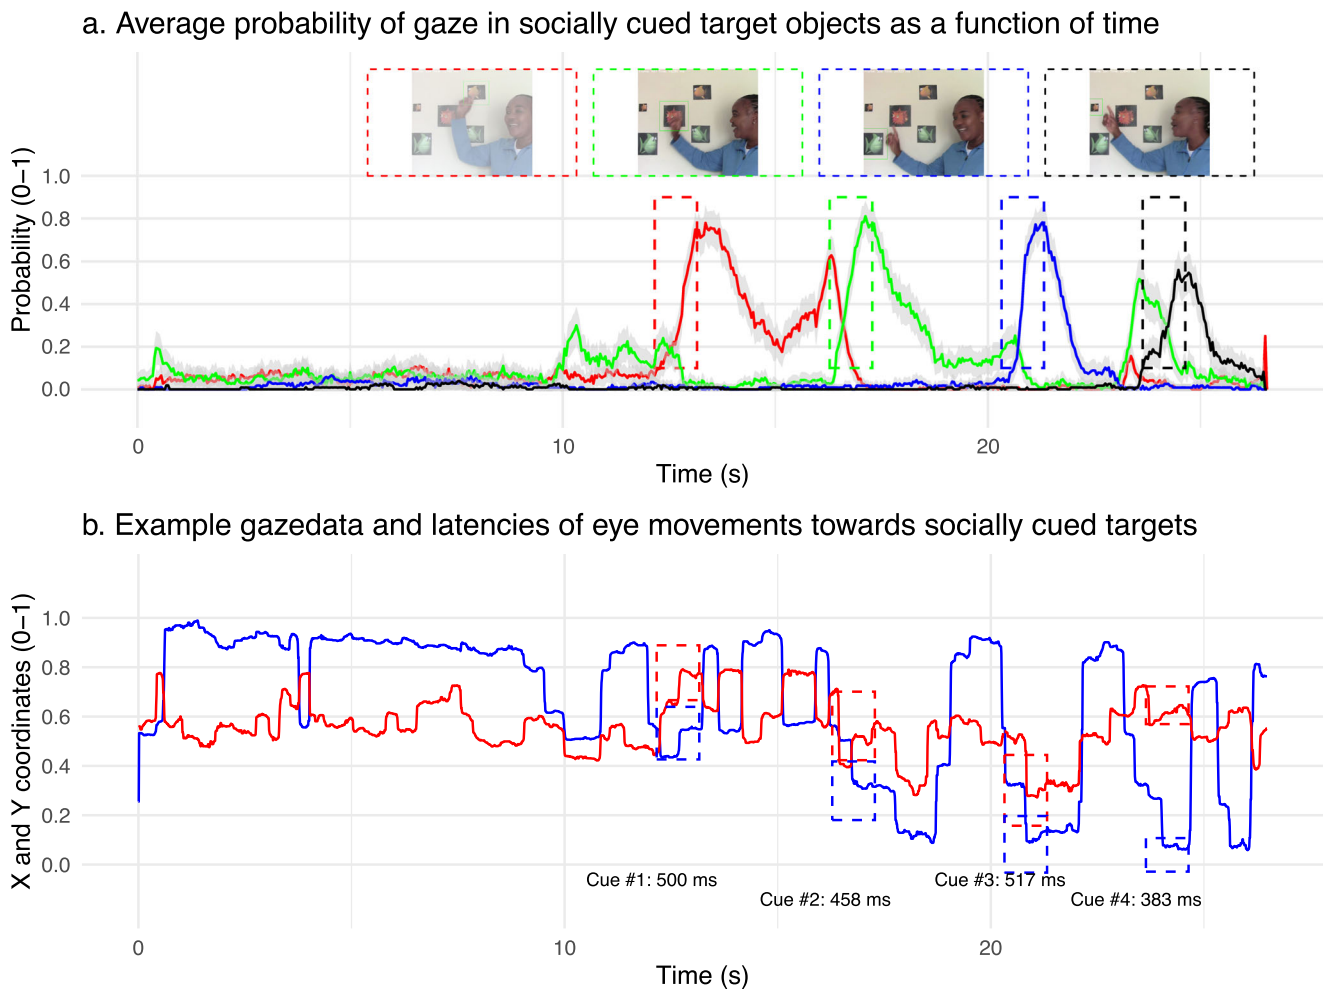 a. Average probability of gaze in socially cued target objects as a function of time
Probability (0–1)
1.0
0.8
0.6
0.4
0.2
0.0
0
10
20
Time (s)
b. Example gazedata and latencies of eye movements towards socially cued targets
X and Y coordinates (0–1)
1.0
0.8
0.6
0.4
0.2
0.0
Cue #1: 500 ms
Cue #2: 458 ms
Cue #3: 517 ms
Cue #4: 383 ms
0
10
20
Time (s)